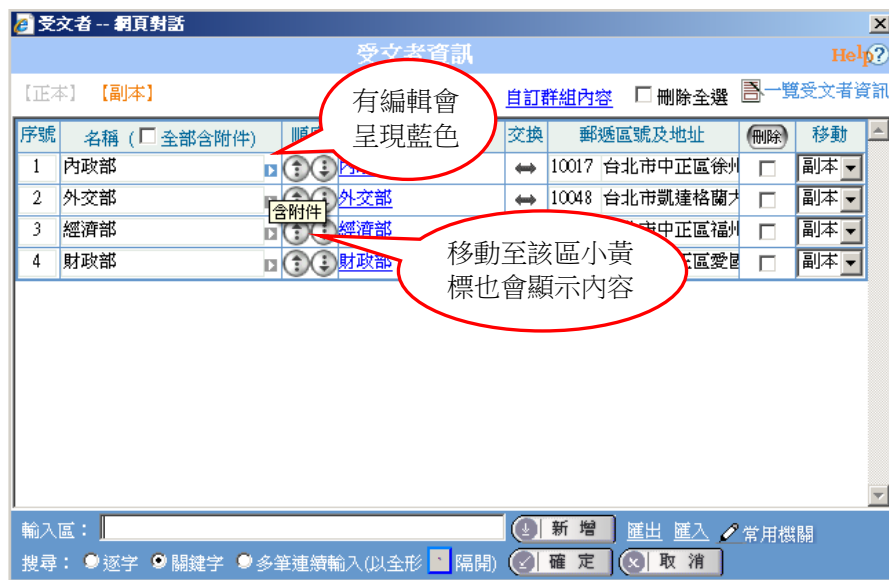 受文者 -- 網頁對話
受文者資訊
Help?
【正本】 【副本】 自訂群組內容 刪除全選 一覽受文者資訊
有編輯會
呈現藍色
序號 名稱 ( 全部含附件) 交換 郵遞區號及地址 刪除 移動
1 內政部 10017 台北市中正區徐州 副本
2 外交部 外交部 10048 台北市凱達格蘭大 副本
含附件
3 經濟部 經濟部 中正區福州 副本
4 財政部 財政部 區愛國 副本
移動至該區小黃
標也會顯示內容
輸入區： 新增 匯出 匯入 常用機關
搜尋： 逐字 關鍵字 多筆連續輸入(以全形 、 隔開) 確定 取消